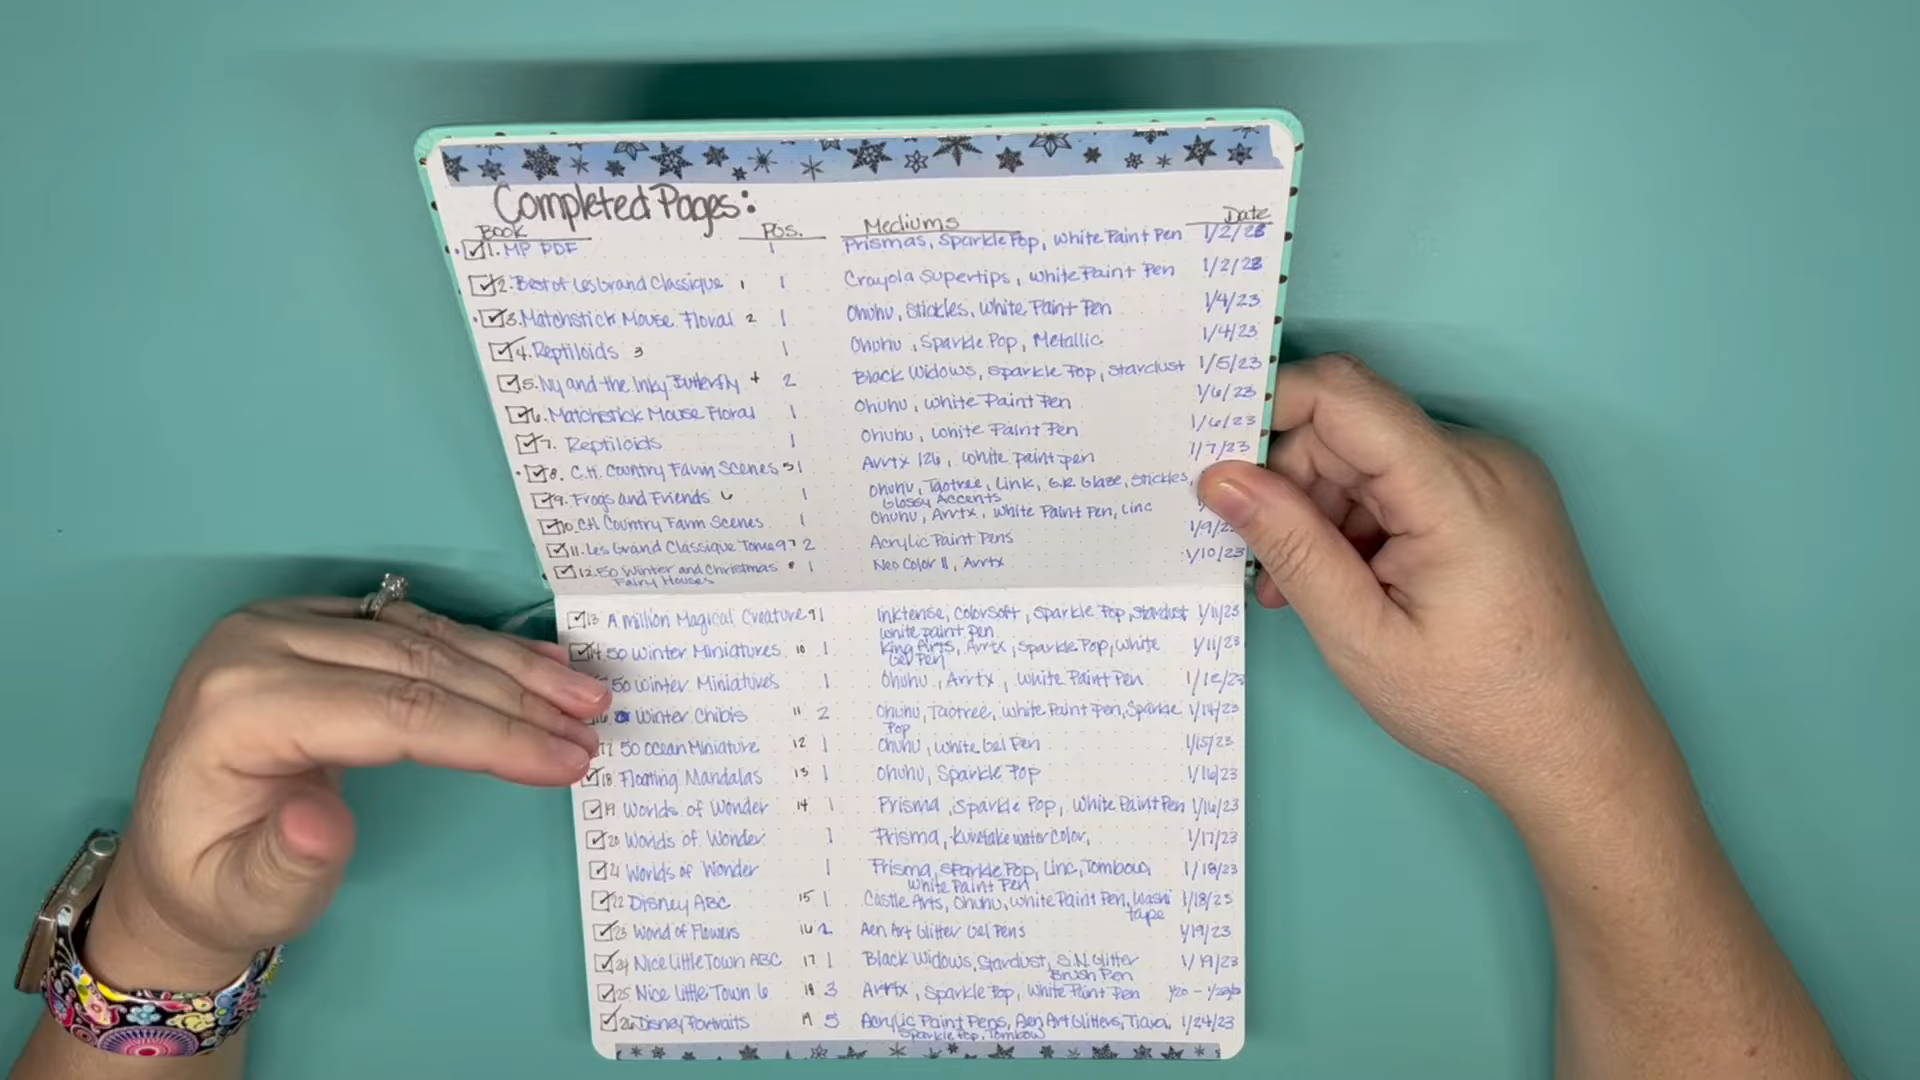 Completed Pages:
Book Pos. Mediums Date
1. MP PDF 1 Prismas, Sparkle Pop, White Paint Pen 1/2/23
2. Best of Les Grand Classique 1 1 Crayola Supertips, White Paint Pen 1/2/23
3. Matchstick Mouse Floral 2 1 Ohuhu, Stickles, White Paint Pen 1/4/23
4. Reptiloids 3 1 Ohuhu, Sparkle Pop, Metallic 1/4/23
5. Ny and the Inky Butterfly 4 2 Black Widows, Sparkle Pop, Stardust 1/5/23
6. Matchstick Mouse Floral 1 Ohuhu, White Paint Pen 1/6/23
7. Reptiloids 1 Ohuhu, White Paint Pen 1/6/23
8. C.H. Country Farm Scenes 5 1 Arrtx 126, White paint pen 1/7/23
9. Frogs and Friends 6 1 Ohuhu, Taotree, Link, G.R. Glaze, Stickles,
Glossy Accents
10. CH Country Farm Scenes 1 Ohuhu, Arrtx, White Paint Pen, Linc 1/9/2
11. Les Grand Classique Tome 9 7 2 Acrylic Paint Pens 1/10/23
12. 50 Winter and Christmas 8 1 Neo Color II, Arrtx
Fairy Houses
13 A million Magical Creature 9 1 Inktense, Colorsoft, Sparkle Pop, Stardust 1/11/23
white paint pen
14. 50 Winter Miniatures 10 1 King Arts, Arrtx, Sparkle Pop, White 1/11/23
Gel Pen
50 Winter Miniatures 1 Ohuhu, Arrtx, White Paint Pen 1/12/23
16 Winter Chibis 11 2 Ohuhu, Taotree, White Paint Pen, Sparkle 1/14/23
Pop
17 50 Ocean Miniature 12 1 Ohuhu, White Gel Pen 1/15/23
18 Floating Mandalas 13 1 Ohuhu, Sparkle Pop 1/16/23
19 Worlds of Wonder 14 1 Prisma, Sparkle Pop, White Paint Pen 1/16/23
20 Worlds of Wonder 1 Prisma, Kuretake watercolor, 1/17/23
21 Worlds of Wonder 1 Prisma, Sparkle Pop, Linc, Tombow, 1/18/23
White Paint Pen
22 Disney ABC 15 1 Castle Arts, Ohuhu, White Paint Pen, Washi 1/18/23
tape
23 World of Flowers 16 2 Aen Art Glitter Gel Pens 1/19/23
24 Nice Little Town ABC 17 1 Black Widows, Stardust, S.N. Glitter 1/19/23
Brush Pen
25 Nice Little Town 6 18 3 Arrtx, Sparkle Pop, White Paint Pen 1/20 -
26 Disney Portraits 19 5 Acrylic Paint Pens, Aen Art Glitters, 1/24/23
Sparkle Pop, Tombow